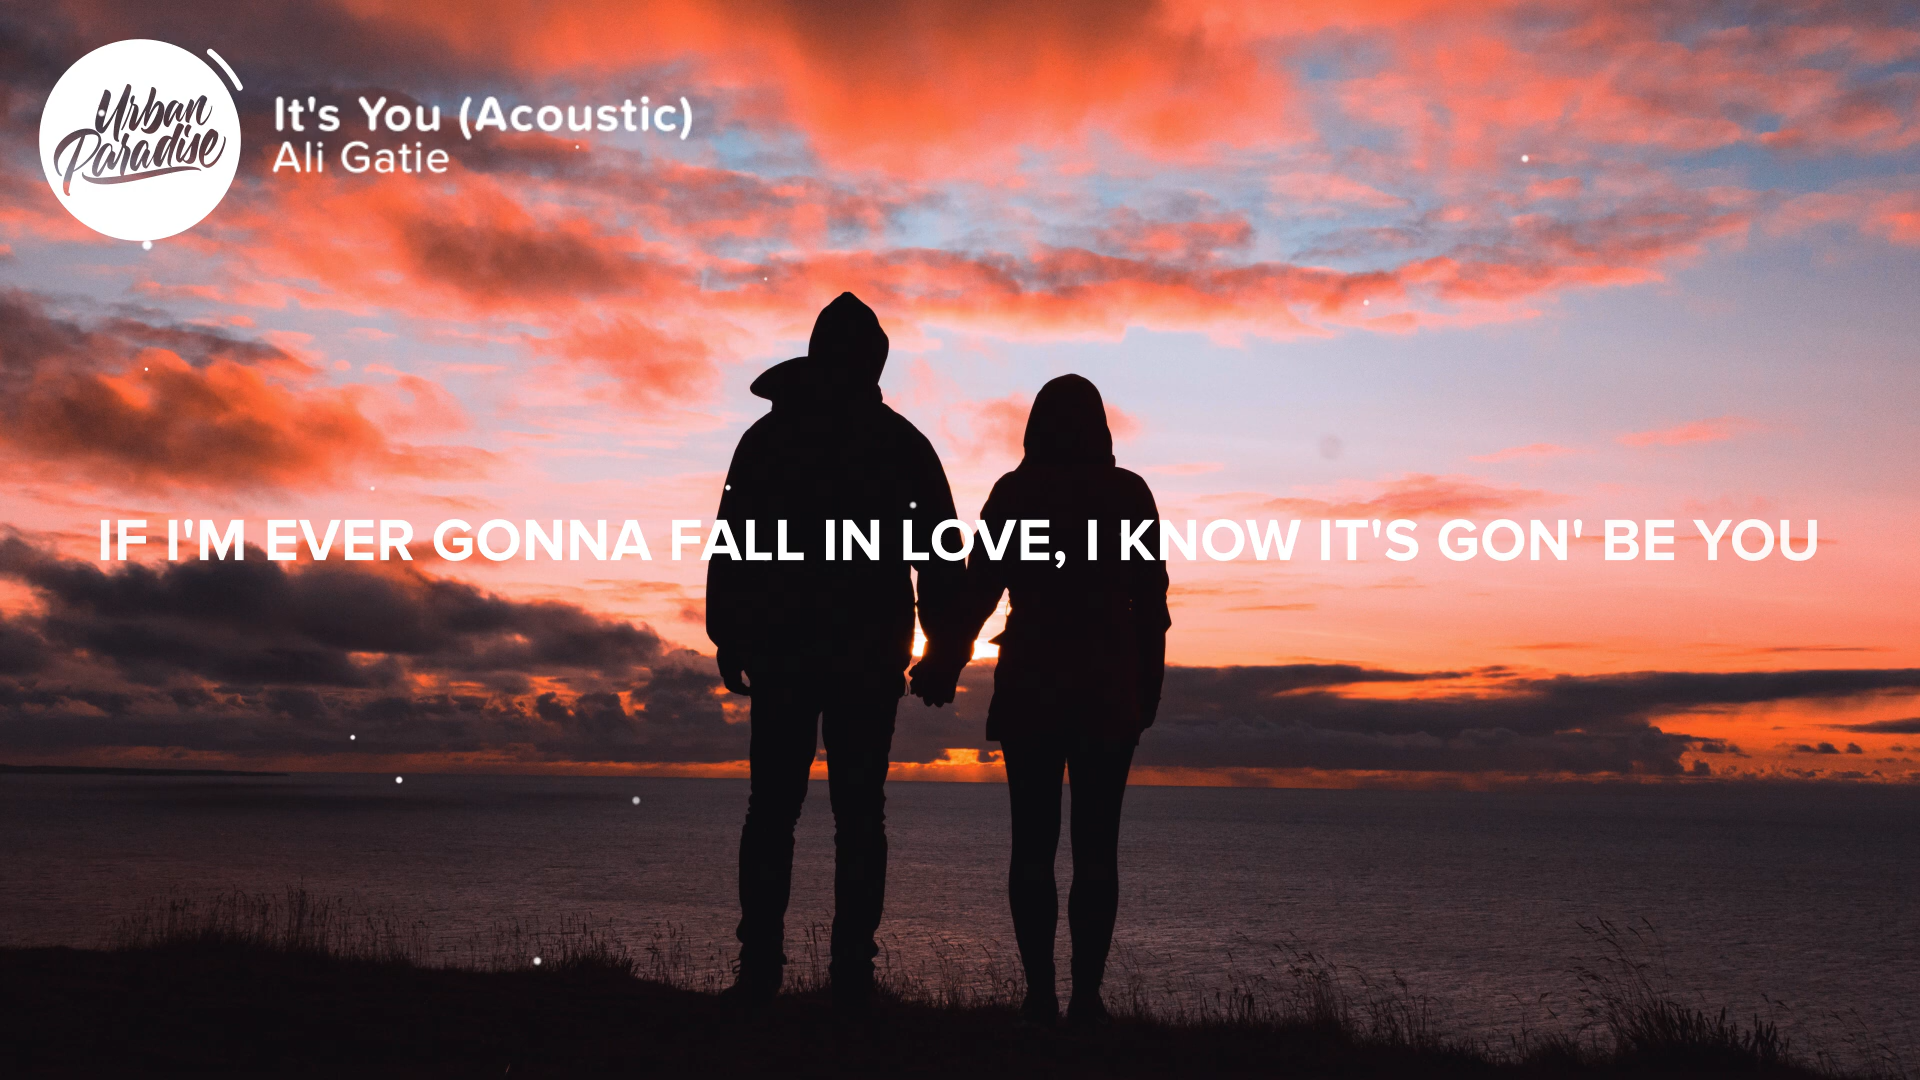 Urban
Paradise
It's You (Acoustic)
Ali Gatie
IF I'M EVER GONNA FALL IN LOVE, I KNOW IT'S GON' BE YOU